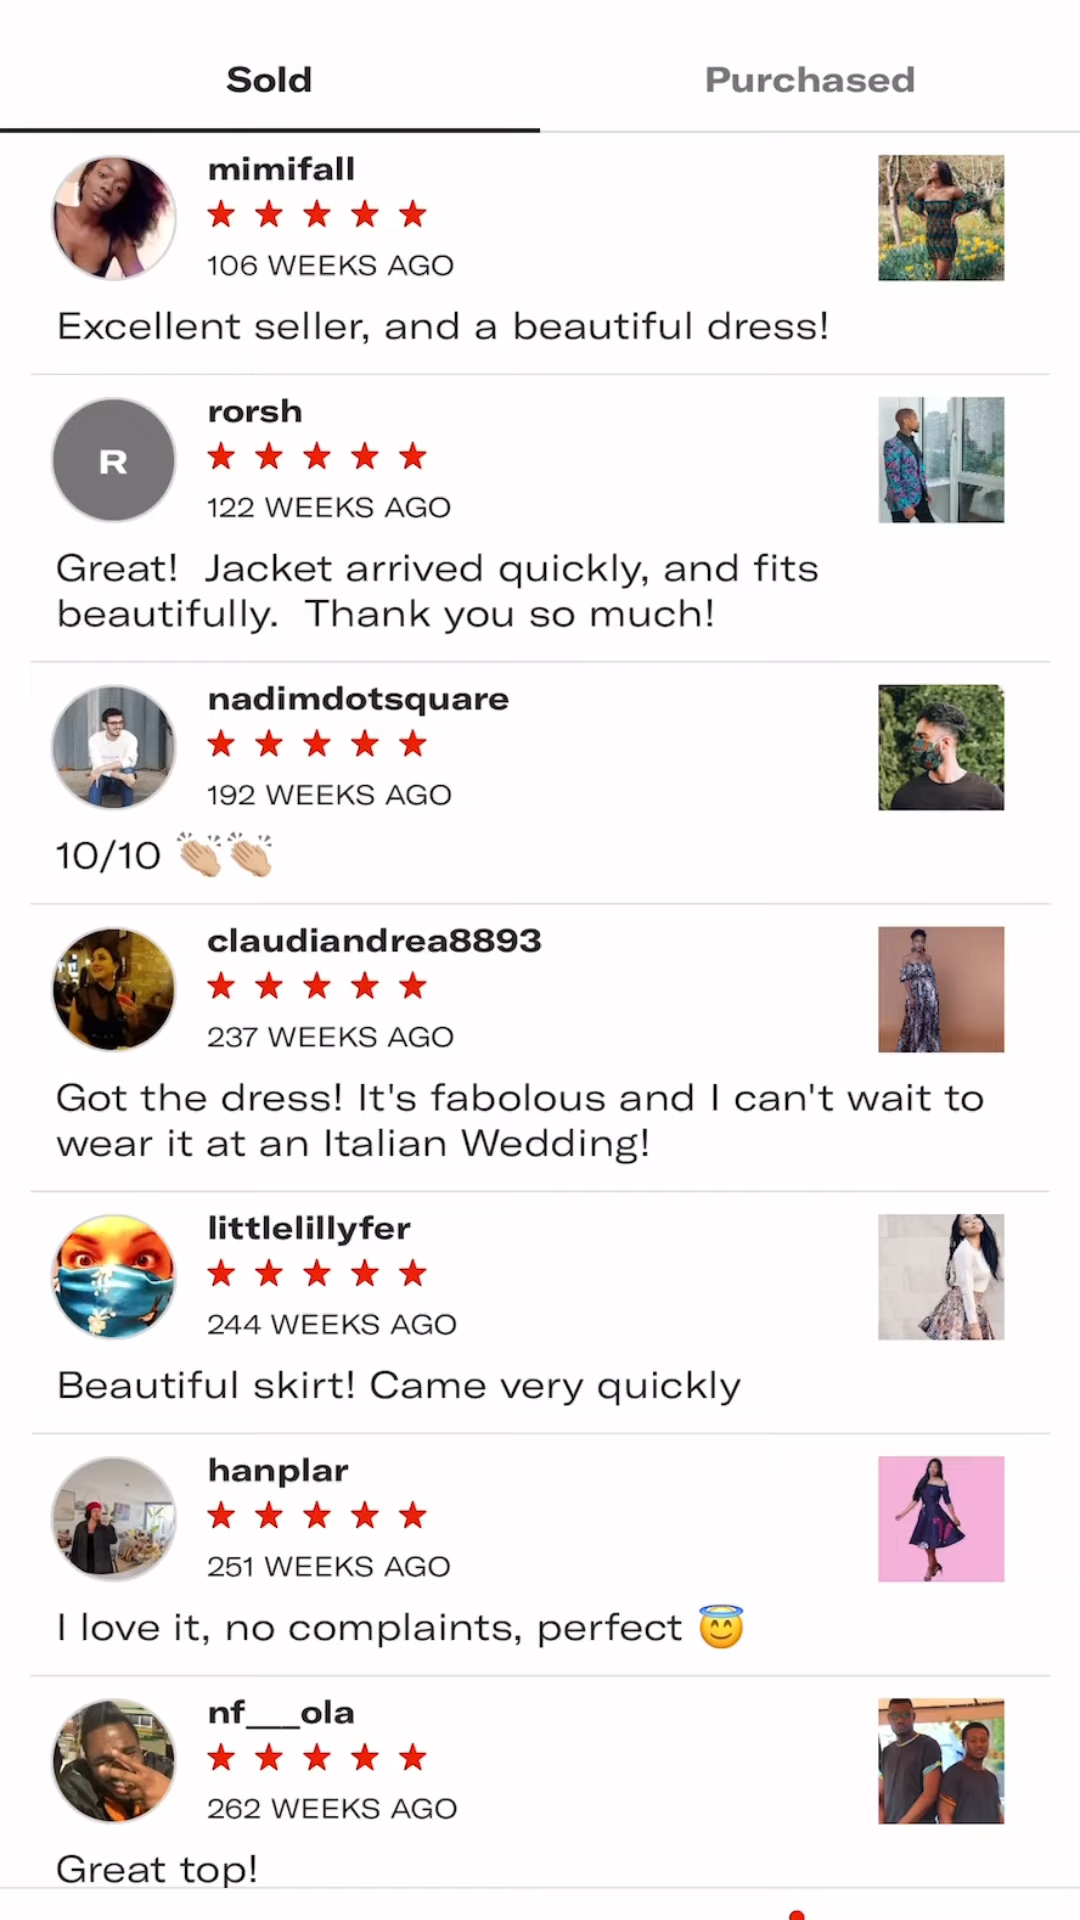 Sold
Purchased
mimifall
106 WEEKS AGO
Excellent seller, and a beautiful dress!
R
rorsh
122 WEEKS AGO
Great!  Jacket arrived quickly, and fits
beautifully.  Thank you so much!
nadimdotsquare
192 WEEKS AGO
10/10 👏🏼👏🏼
claudiandrea8893
237 WEEKS AGO
Got the dress! It's fabolous and I can't wait to
wear it at an Italian Wedding!
littlelillyfer
244 WEEKS AGO
Beautiful skirt! Came very quickly
hanplar
251 WEEKS AGO
I love it, no complaints, perfect 😇
nf___ola
262 WEEKS AGO
Great top!